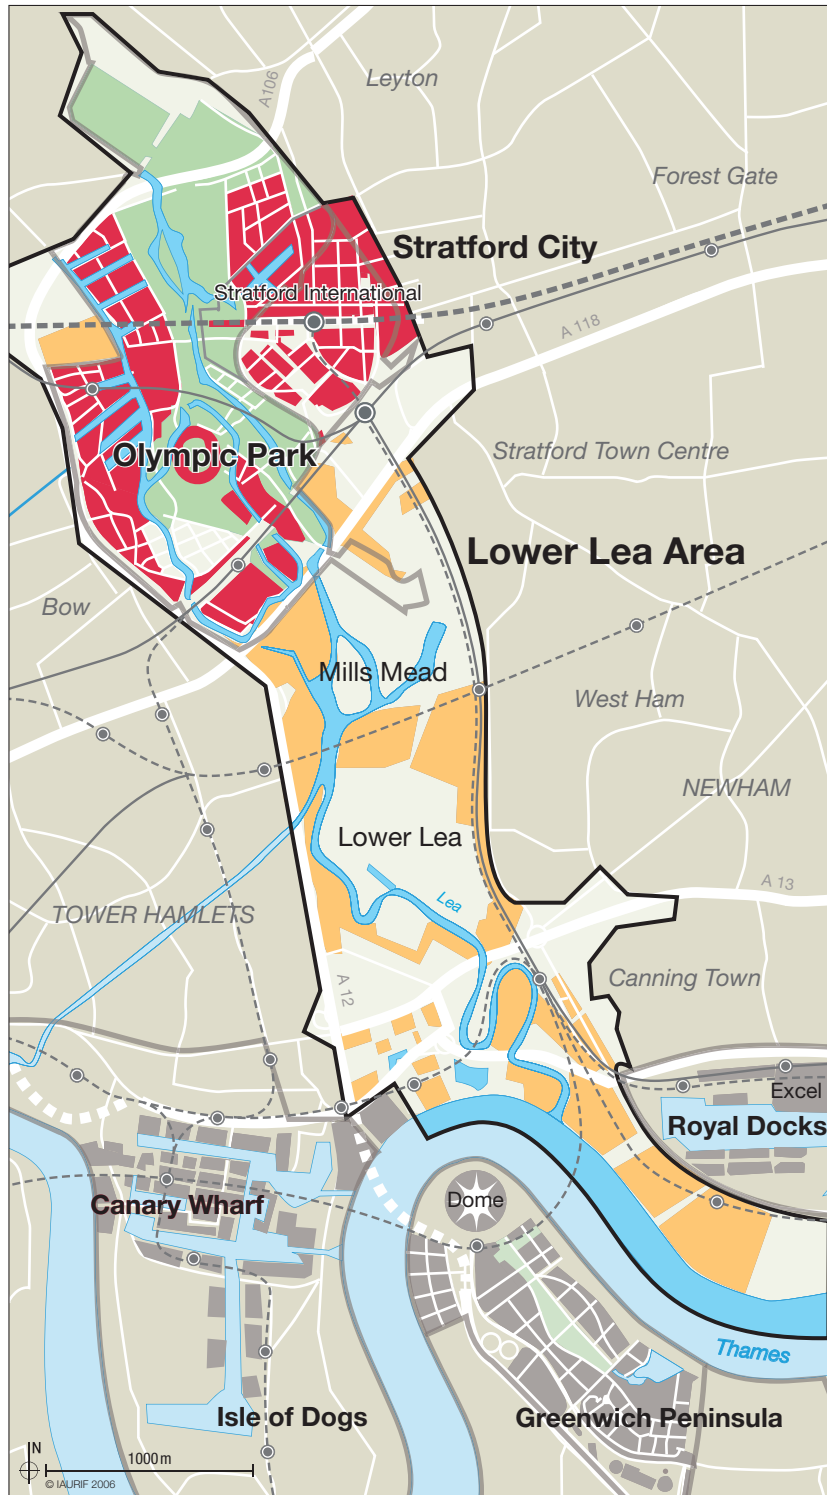 Leyton
A106
Forest Gate
Stratford City
Stratford International
A 118
Olympic Park
Stratford Town Centre
Lower Lea Area
Bow
Mills Mead
West Ham
NEWHAM
Lower Lea
A 13
Lea
TOWER HAMLETS
Canning Town
A 12
Excel
Royal Docks
Canary Wharf
Dome
Thames
Isle of Dogs
Greenwich Peninsula
N
1000 m
© IAURIF 2006